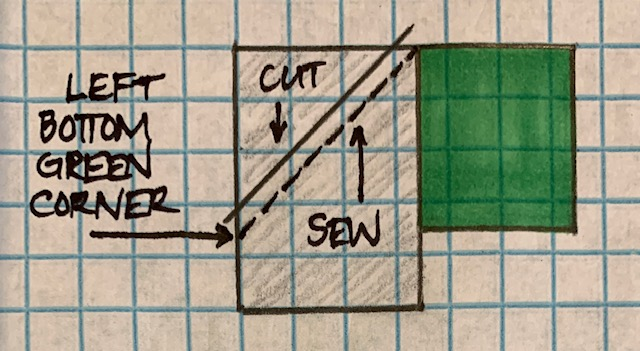 LEFT
BOTTOM
GREEN
CORNER
CUT
SEW